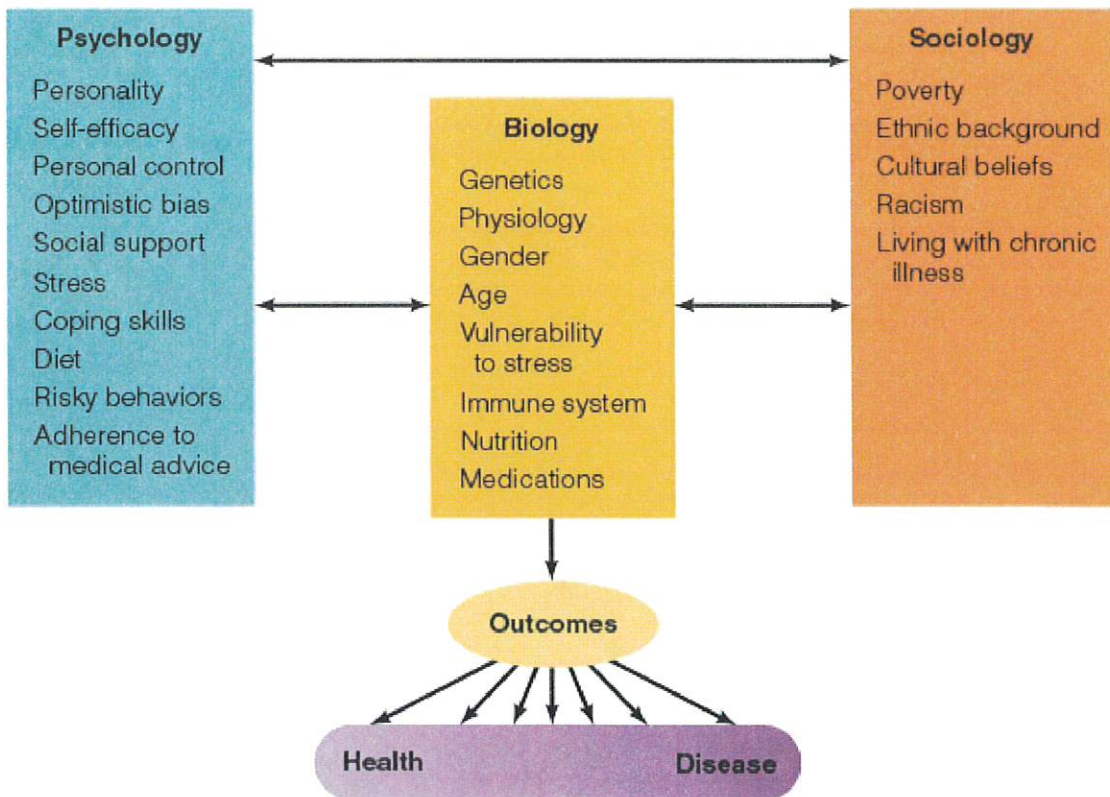 Psychology
Personality
Self-efficacy
Personal control
Optimistic bias
Social support
Stress
Coping skills
Diet
Risky behaviors
Adherence to
medical advice
Biology
Genetics
Physiology
Gender
Age
Vulnerability
to stress
Immune system
Nutrition
Medications
Sociology
Poverty
Ethnic background
Cultural beliefs
Racism
Living with chronic
illness
Outcomes
Health
Disease